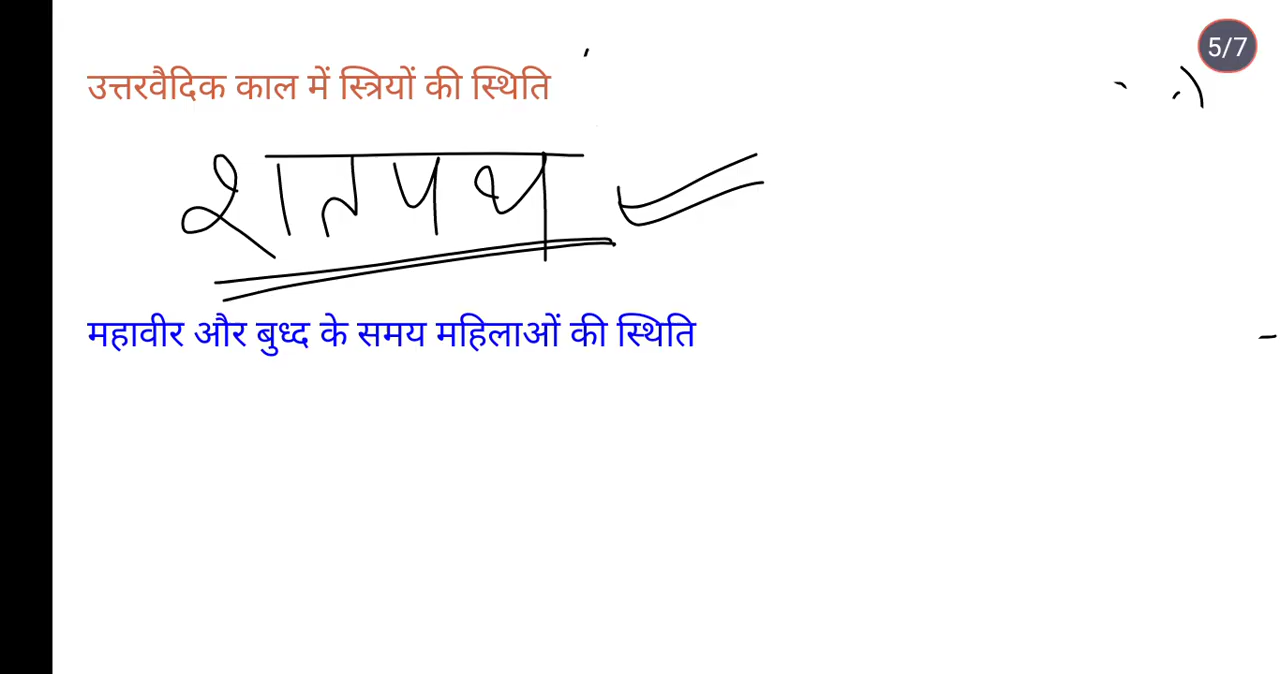 5/7
उत्तरवैदिक काल में स्त्रियों की स्थिति
शतपथ
महावीर और बुध्द के समय महिलाओं की स्थिति